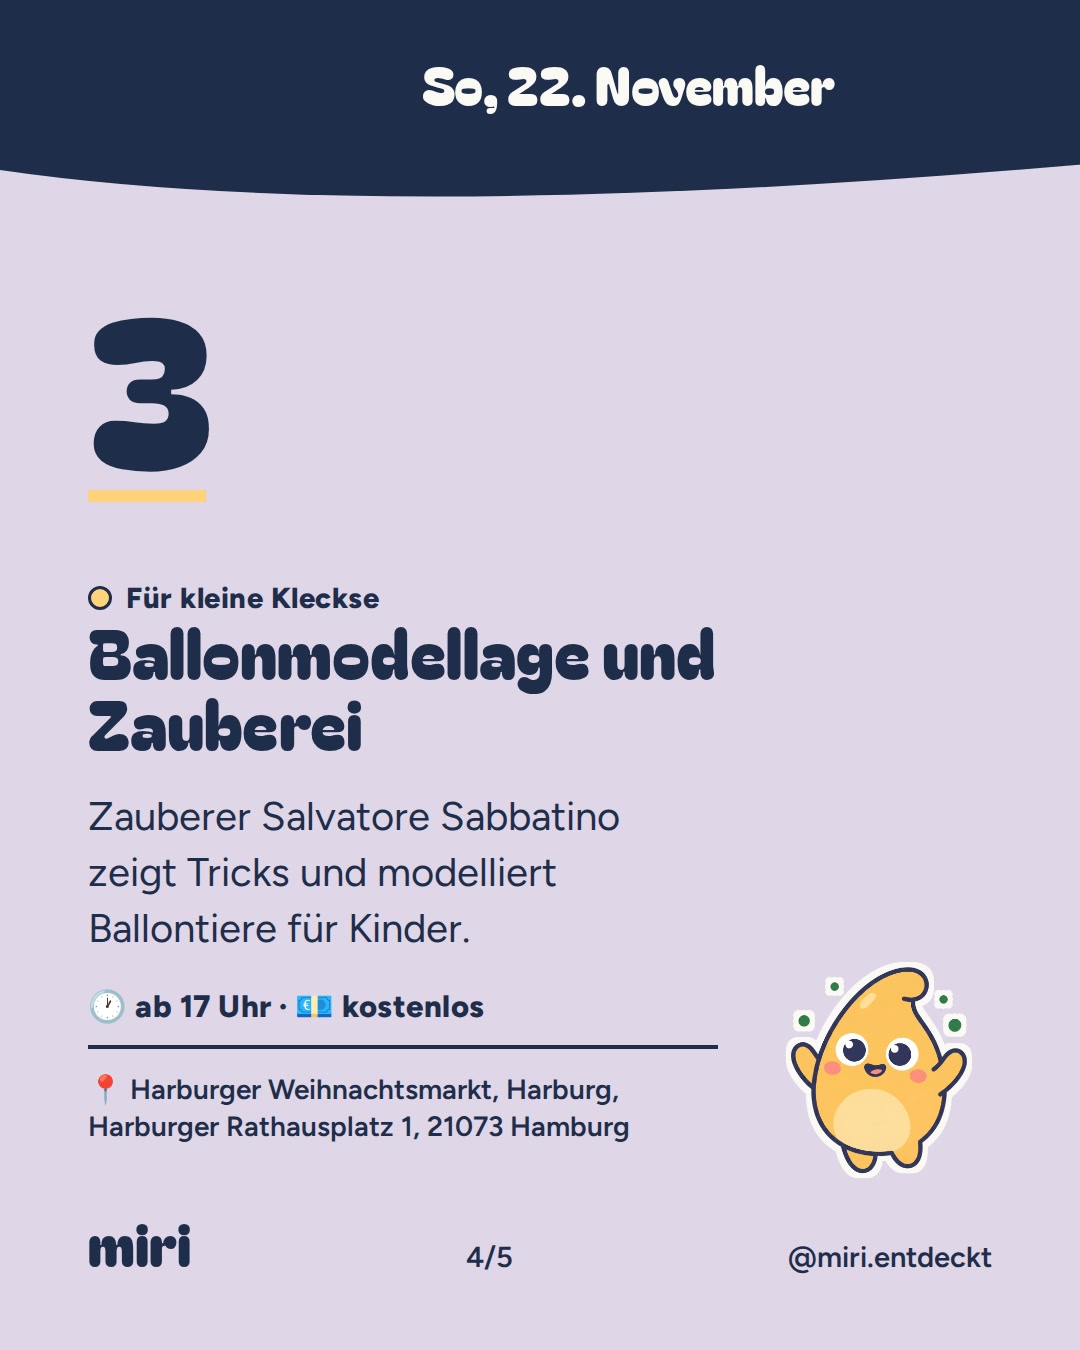 So, 22. November
3
Für kleine Kleckse
Ballonmodellage und
Zauberei
Zauberer Salvatore Sabbatino
zeigt Tricks und modelliert
Ballontiere für Kinder.
🕐 ab 17 Uhr · 💶 kostenlos
📍 Harburger Weihnachtsmarkt, Harburg,
Harburger Rathausplatz 1, 21073 Hamburg
miri
4/5
@miri.entdeckt